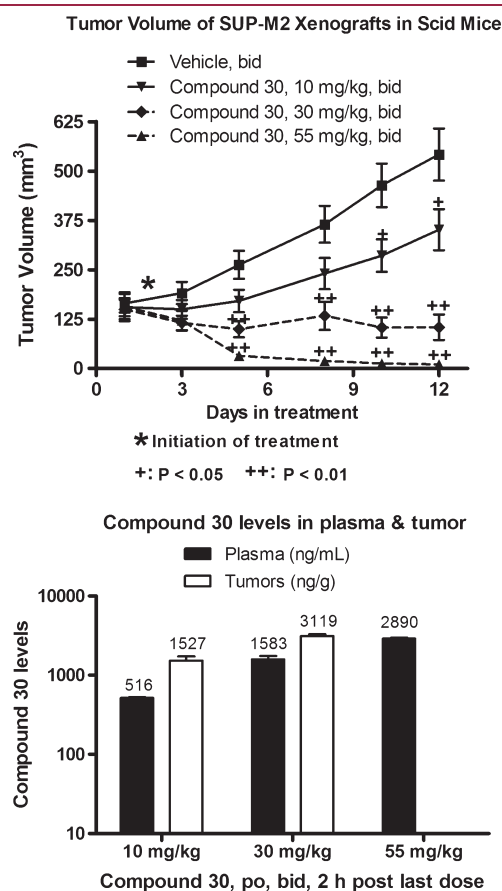 Tumor Volume of SUP-M2 Xenografts in Scid Mice
Vehicle, bid
Compound 30, 10 mg/kg, bid
Compound 30, 30 mg/kg, bid
Compound 30, 55 mg/kg, bid
Tumor Volume (mm³)
625
500
375
250
125
0
*
+
+
++
++
++
++
++
++
++
++
0
3
6
9
12
Days in treatment
* Initiation of treatment
+: P < 0.05 ++: P < 0.01
Compound 30 levels in plasma & tumor
Plasma (ng/mL)
Tumors (ng/g)
Compound 30 levels
10000
1000
100
10
516
1527
1583
3119
2890
10 mg/kg
30 mg/kg
55 mg/kg
Compound 30, po, bid, 2 h post last dose